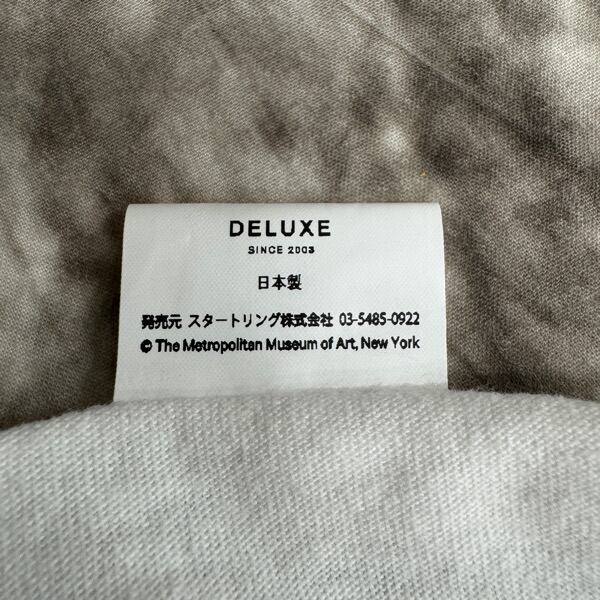 DELUXE
SINCE 2003
日本製
発売元 スタートリング株式会社 03-5485-0922
© The Metropolitan Museum of Art, New York